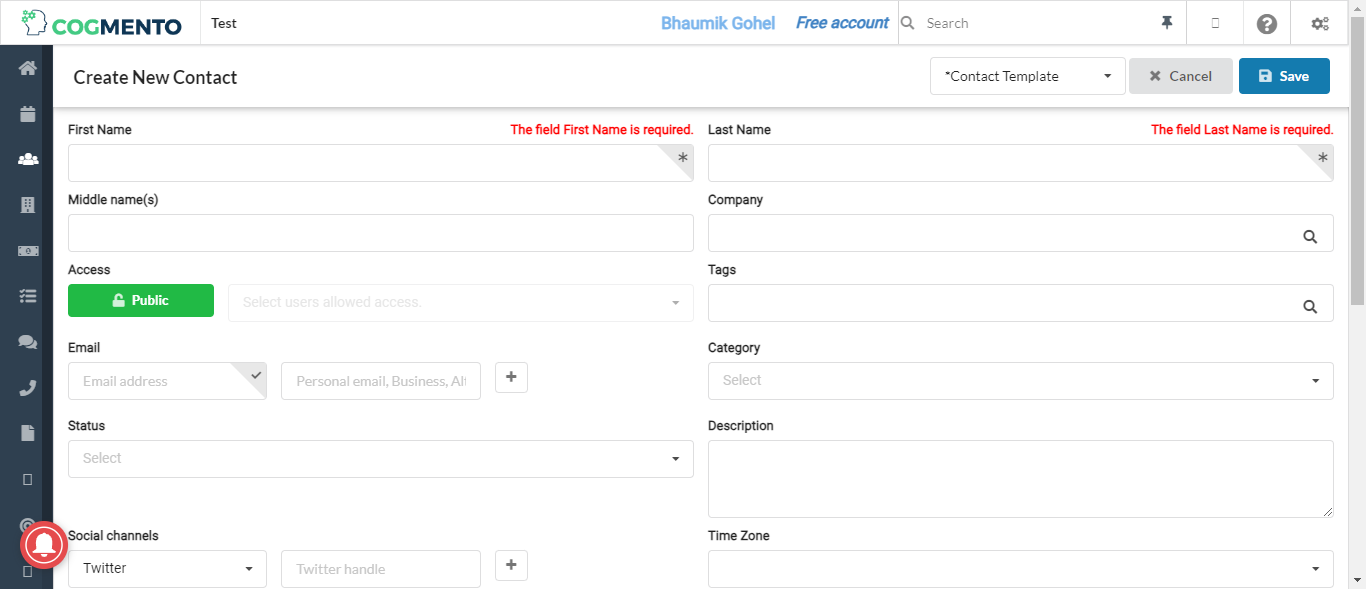 COGMENTO
Test
Bhaumik Gohel
Free account
Search
Create New Contact
*Contact Template
Cancel
Save
First Name
The field First Name is required.
Last Name
The field Last Name is required.
*
*
Middle name(s)
Company
Access
Tags
Public
Select users allowed access.
Email
Category
Email address
Personal email, Business, Alt
Select
Status
Description
Select
Social channels
Time Zone
Twitter
Twitter handle